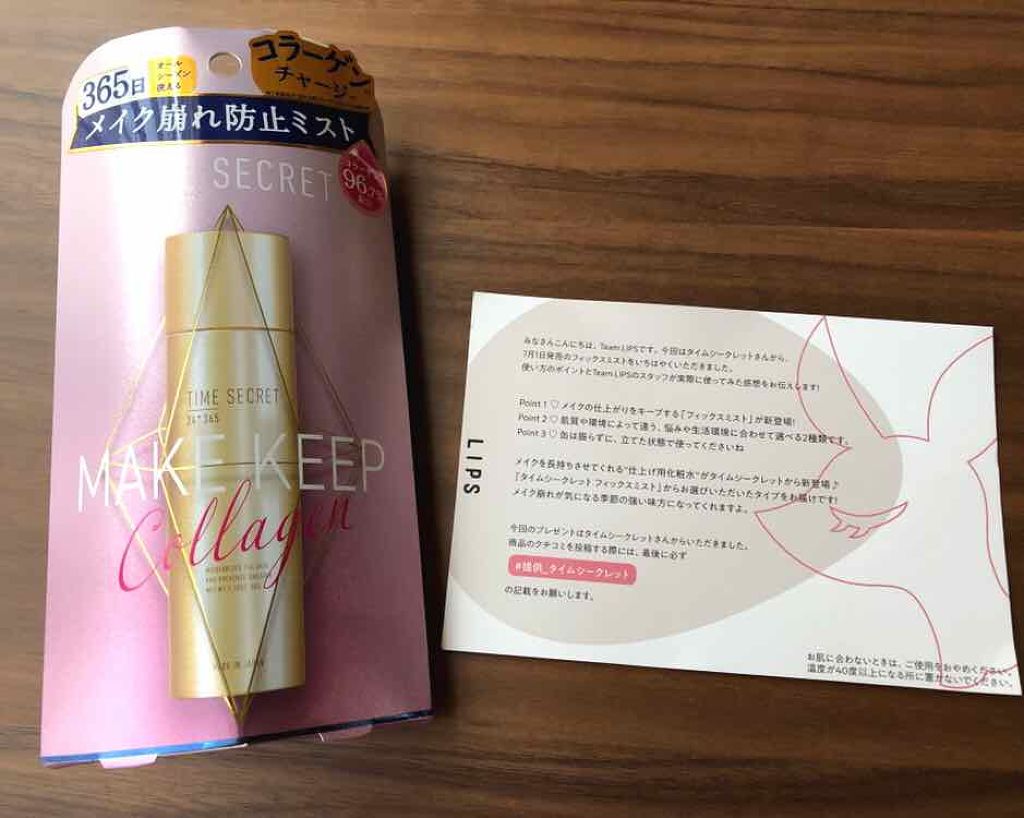 365日
オール
シーズン
使える
コラーゲン
チャージ
メイク崩れ防止ミスト
SECRET
96
TIME SECRET
24*365
MAKE KEEP
Collagen
MADE IN JAPAN
LIPS
みなさんこんにちは、Team LIPSです。今回はタイムシークレットさんから、
7月1日発売のフィックスミストをいちはやくいただきました。
使い方のポイントとTeam LIPSのスタッフが実際に使ってみた感想をお伝えします!
Point 1 ♡ メイクの仕上がりをキープする「フィックスミスト」が新登場!
Point 2 ♡ 肌質や環境によって違う、悩みや生活環境に合わせて選べる2種類です。
Point 3 ♡ 缶は振らずに、立てた状態で使ってくださいね
メイクを長持ちさせてくれる"仕上げ用化粧水"がタイムシークレットから新登場♪
「タイムシークレット フィックスミスト」からお選びいただいたタイプをお届けです!
メイク崩れが気になる季節の強い味方になってくれますよ。
今回のプレゼントはタイムシークレットさんからいただきました。
商品のクチコミを投稿する際には、最後に必ず
#提供_タイムシークレット
の記載をお願いします。
お肌に合わないときは、ご使用をおやめください。
温度が40度以上になる所に置かないでください。